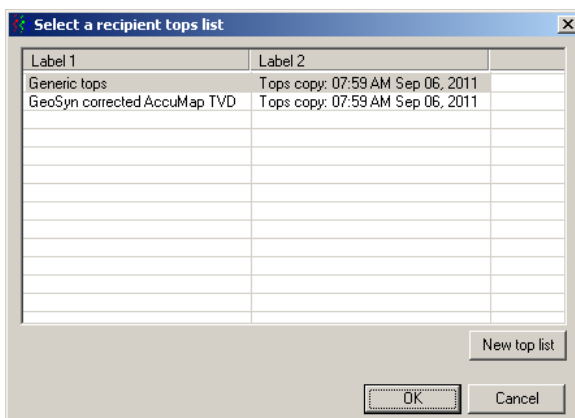 Select a recipient tops list
Label 1 Label 2
Generic tops Tops copy: 07:59 AM Sep 06, 2011
GeoSyn corrected AccuMap TVD Tops copy: 07:59 AM Sep 06, 2011
New top list
OK Cancel